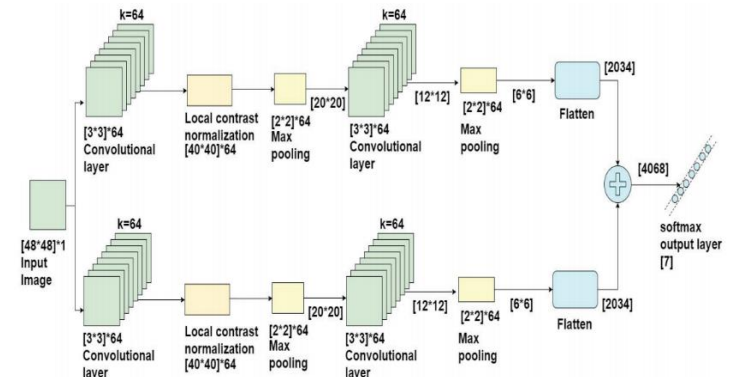 k=64
k=64
[3*3]*64
Convolutional
layer
Local contrast
normalization
[40*40]*64
[2*2]*64
Max
pooling
[20*20]
[3*3]*64
Convolutional
layer
[12*12]
[2*2]*64
Max
pooling
[6*6]
Flatten
[2034]
[48*48]*1
Input
Image
[4068]
softmax
output layer
[7]
k=64
k=64
[3*3]*64
Convolutional
layer
Local contrast
normalization
[40*40]*64
[2*2]*64
Max
pooling
[20*20]
[3*3]*64
Convolutional
layer
[12*12]
[2*2]*64
Max
pooling
[6*6]
Flatten
[2034]